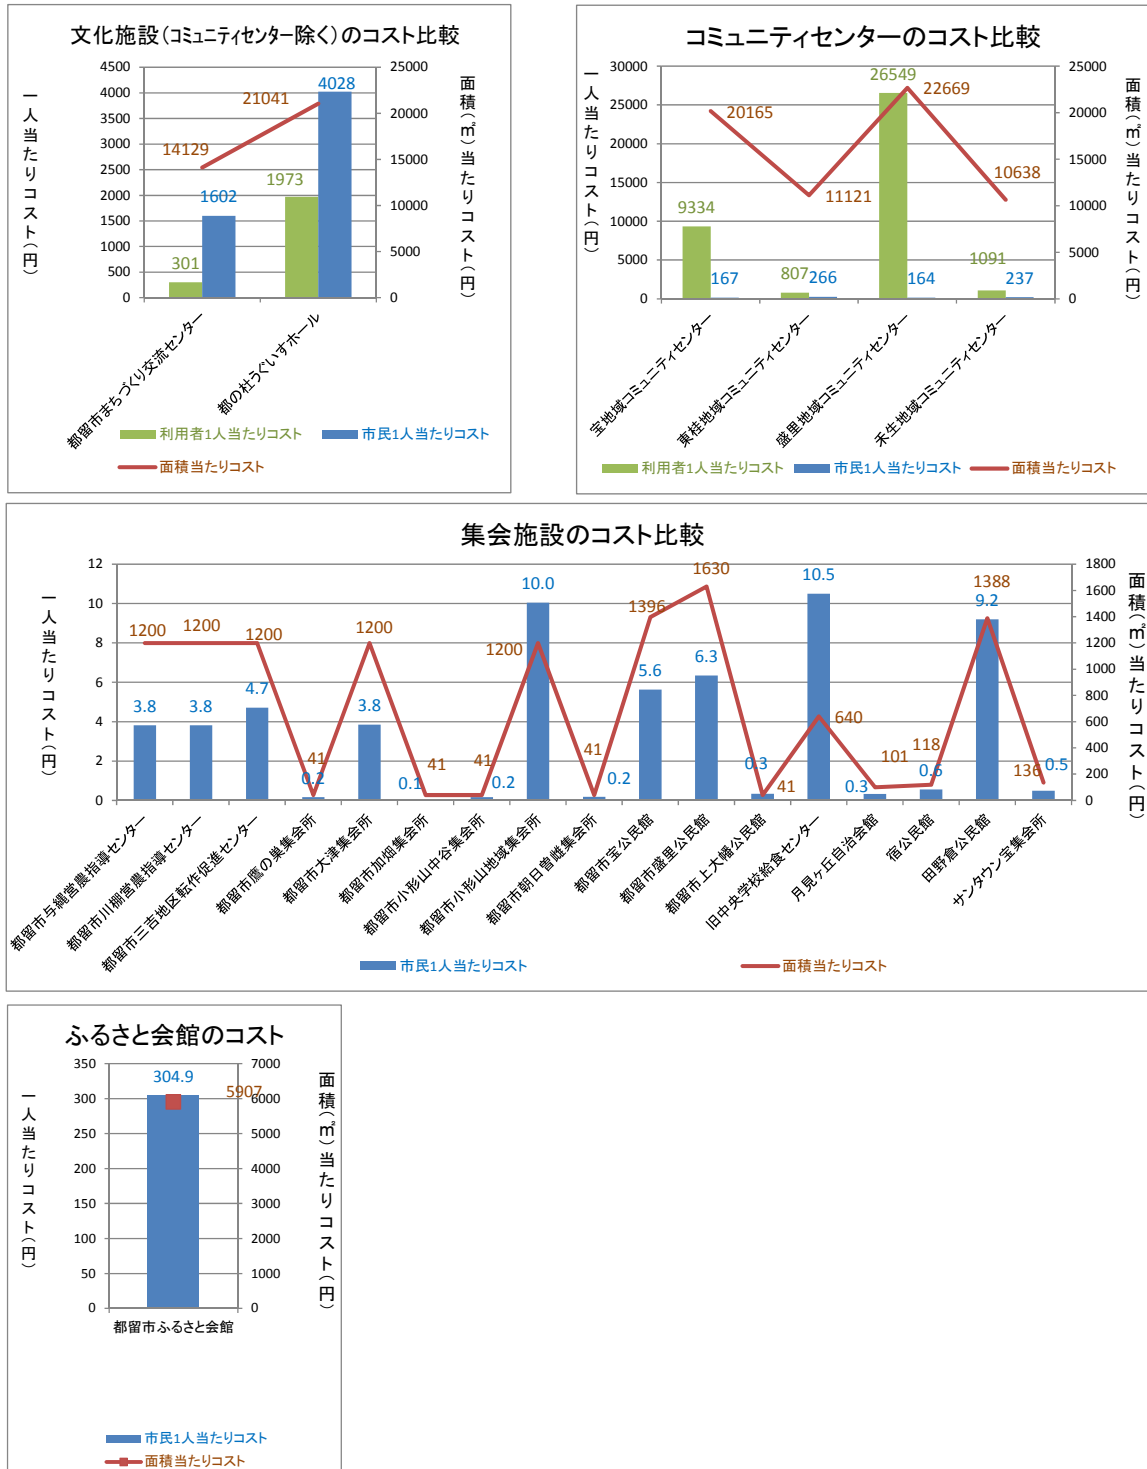 文化施設(コミュニティセンター除く)のコスト比較
一人当たりコスト(円)
面積(㎡)当たりコスト(円)
4500
4000
3500
3000
2500
2000
1500
1000
500
0
25000
20000
15000
10000
5000
0
14129
21041
4028
1602
1973
301
都留市まちづくり交流センター
都の杜うぐいすホール
利用者1人当たりコスト
市民1人当たりコスト
面積当たりコスト
コミュニティセンターのコスト比較
一人当たりコスト(円)
面積(㎡)当たりコスト(円)
30000
25000
20000
15000
10000
5000
0
25000
20000
15000
10000
5000
0
26549
22669
20165
11121
10638
9334
167
807
266
164
1091
237
宝地域コミュニティセンター
東桂地域コミュニティセンター
盛里地域コミュニティセンター
禾生地域コミュニティセンター
利用者1人当たりコスト
市民1人当たりコスト
面積当たりコスト
集会施設のコスト比較
一人当たりコスト(円)
面積(㎡)当たりコスト(円)
12
10
8
6
4
2
0
1800
1600
1400
1200
1000
800
600
400
200
0
1200
1200
1200
41
1200
41
41
1200
41
1396
1630
41
640
101
118
1388
136
3.8
3.8
4.7
0.2
3.8
0.1
0.2
10.0
0.2
5.6
6.3
0.3
10.5
0.3
0.6
9.2
0.5
都留市与縄営農指導センター
都留市川棚営農指導センター
都留市三吉地区転作促進センター
都留市鷹の巣集会所
都留市大津集会所
都留市加畑集会所
都留市小形山中谷集会所
都留市小形山地域集会所
都留市朝日曽雌集会所
都留市宝公民館
都留市盛里公民館
都留市上大幡公民館
旧中央学校給食センター
月見ヶ丘自治会館
宿公民館
田野倉公民館
サンタウン宝集会所
市民1人当たりコスト
面積当たりコスト
ふるさと会館のコスト
一人当たりコスト(円)
面積(㎡)当たりコスト(円)
350
300
250
200
150
100
50
0
7000
6000
5000
4000
3000
2000
1000
0
304.9
5907
都留市ふるさと会館
市民1人当たりコスト
面積当たりコスト